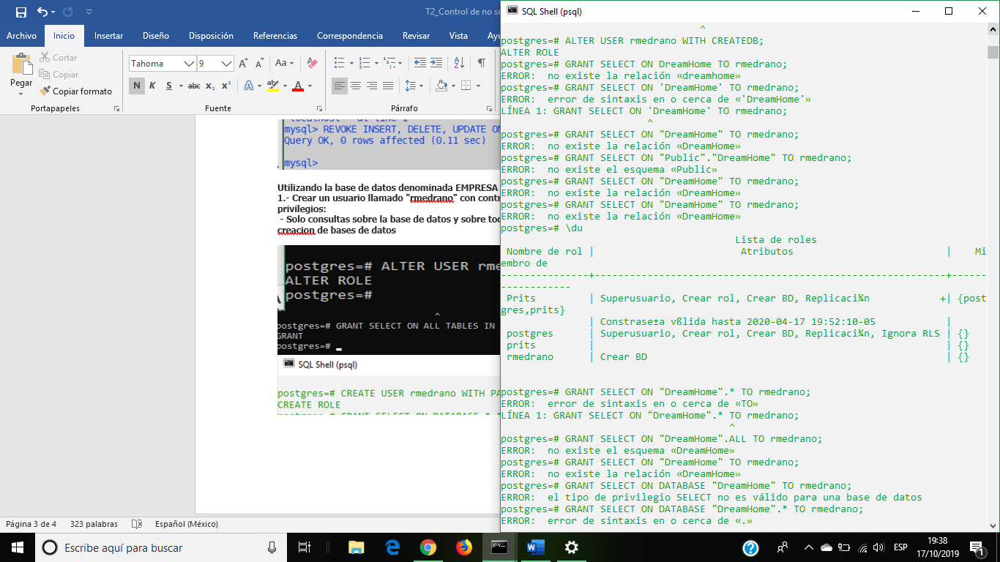 T2_Control de no se
Archivo Inicio Insertar Diseño Disposición Referencias Correspondencia Revisar Vista Ayu
Pegar
Cortar
Copiar
Copiar formato
Portapapeles
Tahoma 9
Aa
N K S abc x₂ x²
Fuente
Párrafo
mysql> REVOKE INSERT, DELETE, UPDATE ON
Query OK, 0 rows affected (0.11 sec)
mysql>
Utilizando la base de datos denominada EMPRESA
1.- Crear un usuario llamado "rmedrano" con contr
privilegios:
- Solo consultas sobre la base de datos y sobre tod
creacion de bases de datos
postgres=# ALTER USER rme
ALTER ROLE
postgres=#
^
postgres=# GRANT SELECT ON ALL TABLES IN
GRANT
postgres=#
SQL Shell (psql)
postgres=# CREATE USER rmedrano WITH PA
CREATE ROLE
Página 3 de 4 323 palabras Español (México)
SQL Shell (psql)
^
postgres=# ALTER USER rmedrano WITH CREATEDB;
ALTER ROLE
postgres=# GRANT SELECT ON DreamHome TO rmedrano;
ERROR:  no existe la relación «dreamhome»
postgres=# GRANT SELECT ON 'DreamHome' TO rmedrano;
ERROR:  error de sintaxis en o cerca de «'DreamHome'»
LÍNEA 1: GRANT SELECT ON 'DreamHome' TO rmedrano;
^
postgres=# GRANT SELECT ON "DreamHome" TO rmedrano;
ERROR:  no existe la relación «DreamHome»
postgres=# GRANT SELECT ON "Public"."DreamHome" TO rmedrano;
ERROR:  no existe el esquema «Public»
postgres=# GRANT SELECT ON "DreamHome" TO rmedrano;
ERROR:  no existe la relación «DreamHome»
postgres=# GRANT SELECT ON "DreamHome" TO rmedrano;
ERROR:  no existe la relación «DreamHome»
postgres=# \du
Lista de roles
Nombre de rol | Atributos | Mi
embro de
---------------+------------------------------------------------------------+------
------------
Prits | Superusuario, Crear rol, Crear BD, Replicaci¾n +| {post
gres,prits}
| Constrase±a vßlida hasta 2020-04-17 19:52:10-05 |
postgres | Superusuario, Crear rol, Crear BD, Replicaci¾n, Ignora RLS | {}
prits | | {}
rmedrano | Crear BD | {}
postgres=# GRANT SELECT ON "DreamHome".* TO rmedrano;
ERROR:  error de sintaxis en o cerca de «TO»
LÍNEA 1: GRANT SELECT ON "DreamHome".* TO rmedrano;
^
postgres=# GRANT SELECT ON "DreamHome".ALL TO rmedrano;
ERROR:  no existe el esquema «DreamHome»
postgres=# GRANT SELECT ON "DreamHome" TO rmedrano;
ERROR:  no existe la relación «DreamHome»
postgres=# GRANT SELECT ON DATABASE "DreamHome" TO rmedrano;
ERROR:  el tipo de privilegio SELECT no es válido para una base de datos
postgres=# GRANT SELECT ON DATABASE "DreamHome".* TO rmedrano;
ERROR:  error de sintaxis en o cerca de «.»
Escribe aquí para buscar
ESP
19:38
17/10/2019
1